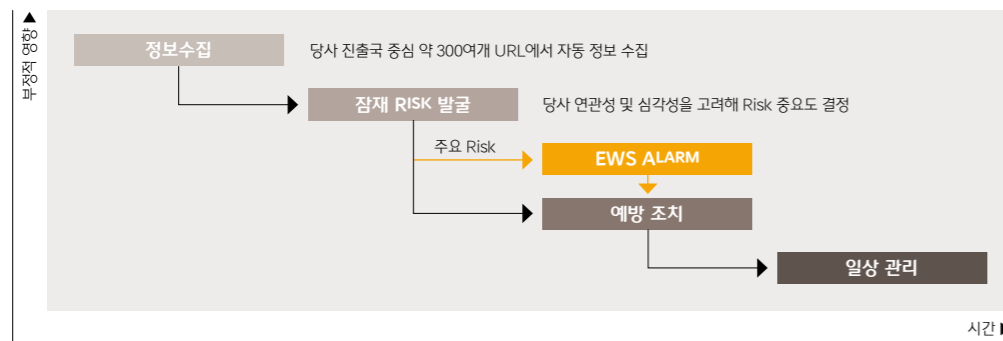 부정적 영향 ▲
정보수집
당사 진출국 중심 약 300여개 URL에서 자동 정보 수집
잠재 RISK 발굴
당사 연관성 및 심각성을 고려해 Risk 중요도 결정
주요 Risk
EWS ALARM
예방 조치
일상 관리
시간 ▶